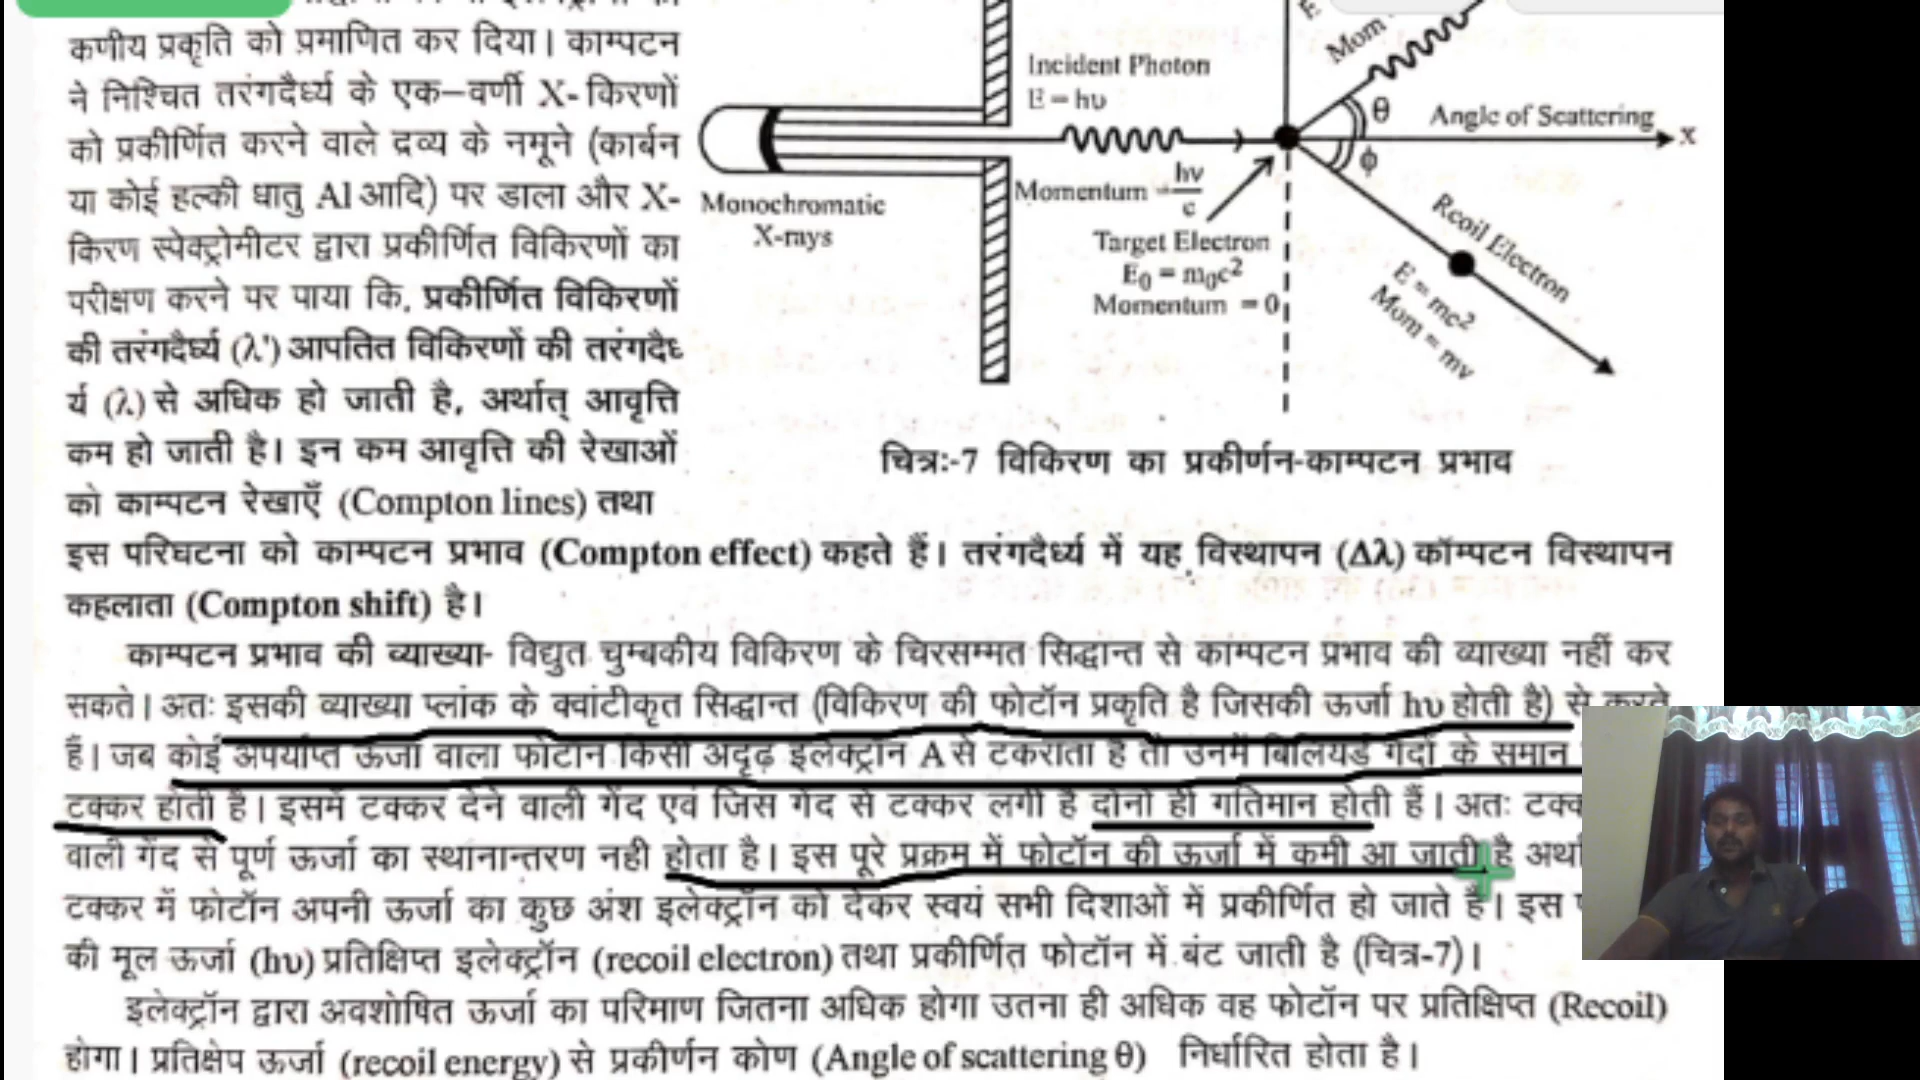 कणीय प्रकृति को प्रमाणित कर दिया। काम्पटन
ने निश्चित तरंगदैर्ध्य के एक–वर्णी X-किरणों
को प्रकीर्णित करने वाले द्रव्य के नमूने (कार्बन
या कोई हल्की धातु Al आदि) पर डाला और X-
किरण स्पेक्ट्रोमीटर द्वारा प्रकीर्णित विकिरणों का
परीक्षण करने पर पाया कि, प्रकीर्णित विकिरणों
की तरंगदैर्घ्य (λ') आपतित विकिरणों की तरंगदैध
र्य (λ) से अधिक हो जाती है, अर्थात् आवृत्ति
कम हो जाती है। इन कम आवृत्ति की रेखाओं
को काम्पटन रेखाएँ (Compton lines) तथा
Mom
Incident Photon
E = hυ
θ
Angle of Scattering
x
ϕ
Momentum = hν/c
Monochromatic
X-rays
Target Electron
E₀ = m₀c²
Momentum = 0
Rcoil Electron
E = mc²
Mom = mv
चित्रः-7 विकिरण का प्रकीर्णन-काम्पटन प्रभाव
इस परिघटना को काम्पटन प्रभाव (Compton effect) कहते हैं। तरंगदैर्ध्य में यह विस्थापन (Δλ) कॉम्पटन विस्थापन
कहलाता (Compton shift) है।
काम्पटन प्रभाव की व्याख्या- विद्युत चुम्बकीय विकिरण के चिरसम्मत सिद्धान्त से काम्पटन प्रभाव की व्याख्या नहीं कर
सकते। अतः इसकी व्याख्या प्लांक के क्वांटीकृत सिद्धान्त (विकिरण की फोटॉन प्रकृति है जिसकी ऊर्जा hυ होती है) से करते
हैं। जब कोई अपर्याप्त ऊर्जा वाला फोटॉन किसी अदृढ़ इलेक्ट्रॉन A से टकराता है तो उनमें बिलियर्ड गेंदों के समान
टक्कर होती है। इसमें टक्कर देने वाली गेंद एवं जिस गेंद से टक्कर लगी है दोनों ही गतिमान होती हैं। अतः
वाली गेंद से पूर्ण ऊर्जा का स्थानान्तरण नही होता है। इस पूरे प्रक्रम में फोटॉन की ऊर्जा में कमी आ जाती है
टक्कर में फोटॉन अपनी ऊर्जा का कुछ अंश इलेक्ट्रॉन को देकर स्वयं सभी दिशाओं में प्रकीर्णित हो जाते है। इस
की मूल ऊर्जा (hυ) प्रतिक्षिप्त इलेक्ट्रॉन (recoil electron) तथा प्रकीर्णित फोटॉन में बंट जाती है (चित्र-7)।
इलेक्ट्रॉन द्वारा अवशोषित ऊर्जा का परिमाण जितना अधिक होगा उतना ही अधिक वह फोटॉन पर प्रतिक्षिप्त (Recoil)
होगा। प्रतिक्षेप ऊर्जा (recoil energy) से प्रकीर्णन कोण (Angle of scattering θ) निर्धारित होता है।